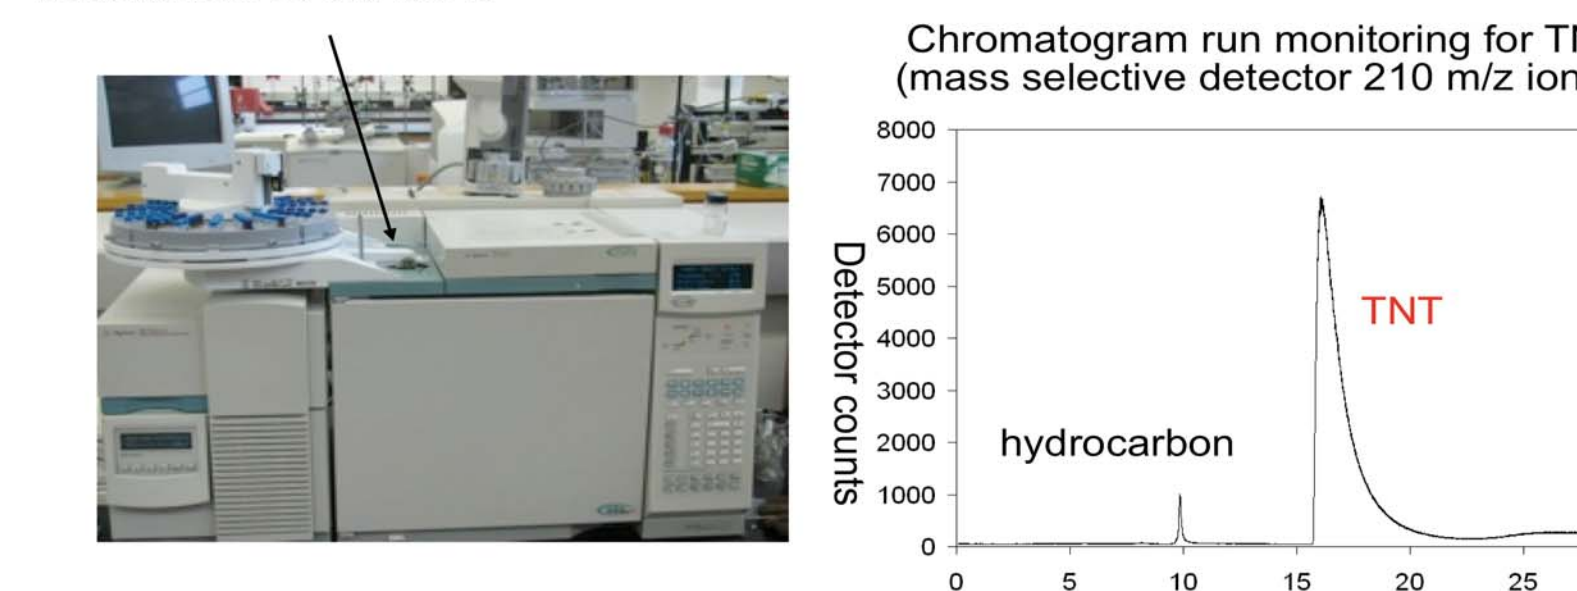 Chromatogram run monitoring for TN
(mass selective detector 210 m/z ion
8000
7000
6000
5000
4000
3000
2000
1000
0
Detector counts
TNT
hydrocarbon
0 5 10 15 20 25